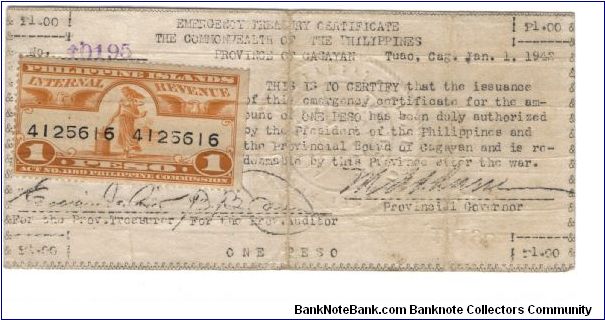 ₱1.00 EMERGENCY TREASURY CERTIFICATE ₱1.00
THE COMMONWEALTH OF THE PHILIPPINES
No. PROVINCE OF CAGAYAN Tuao, Cag. Jan. 1, 1942
PHILIPPINE ISLANDS
INTERNAL REVENUE
4125616 4125616
1 PESO 1
ACT NO. 1189 PHILIPPINE COMMISSION
THIS IS TO CERTIFY that the issuance
of this emergency certificate for the am-
ount of ONE PESO has been duly authorized
by the President of the Philippines and
the Provincial Board of Cagayan and is re-
deemable by this Province after the war.
Provincial Governor
For the Prov. Treasurer/ For the Prov. Auditor
₱1.00 ONE PESO ₱1.00
BankNoteBank.com Banknote Collectors Community